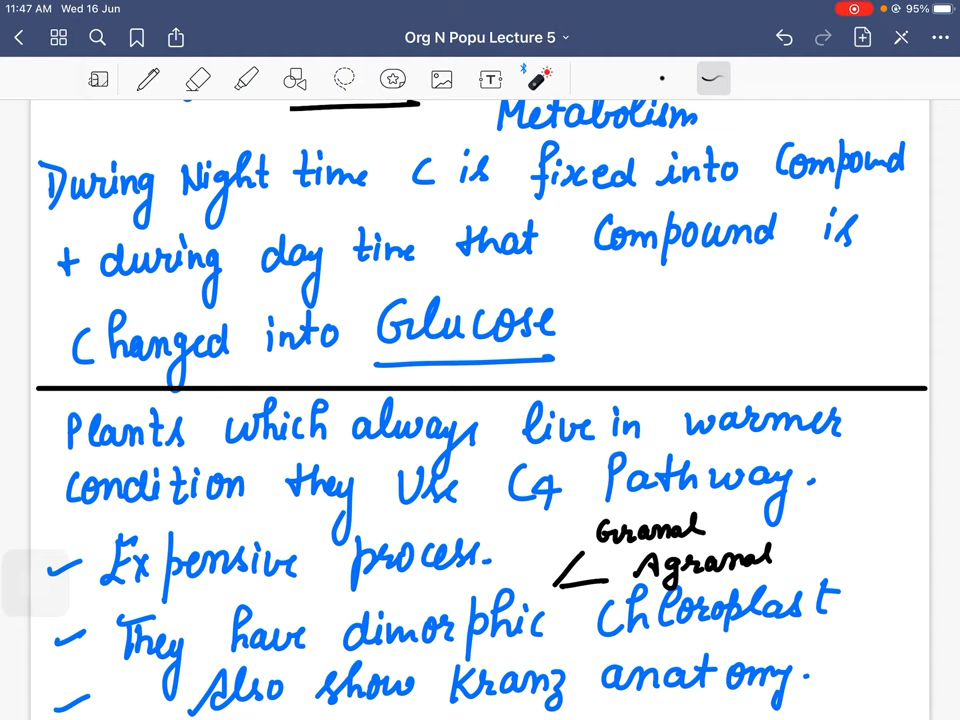 11:47 AM Wed 16 Jun
95%
Org N Popu Lecture 5
Metabolism
During Night time C is fixed into Compound
+ during day time that Compound is
Changed into Glucose
Plants which always live in warmer
condition they Use C4 Pathway.
Granal
Expensive process.
Agranal
They have dimorphic Chloroplast
Also show Kranz anatomy.